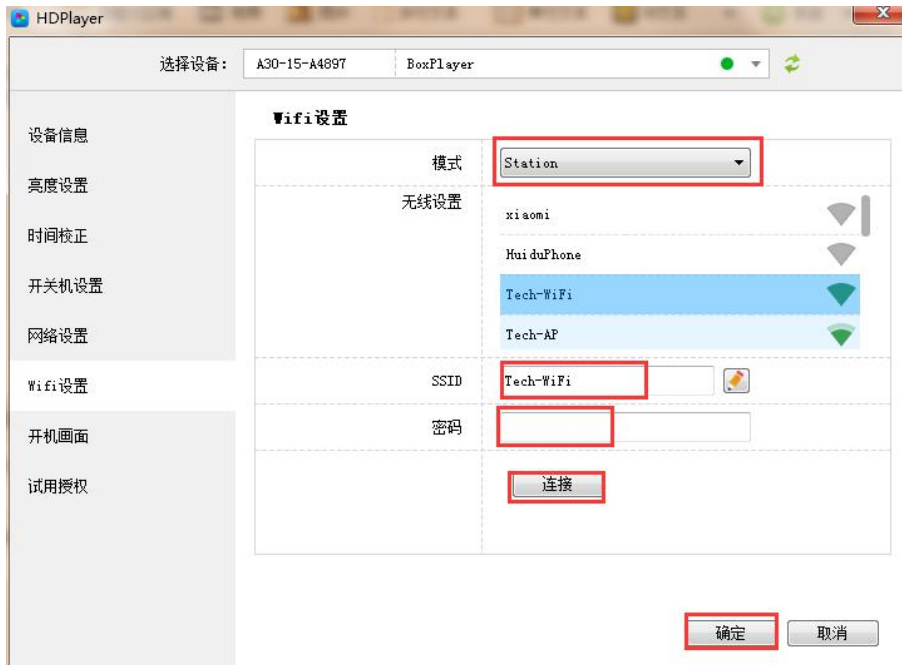 HDPlayer
选择设备: A30-15-A4897 BoxPlayer
设备信息
亮度设置
时间校正
开关机设置
网络设置
Wifi设置
开机画面
试用授权
Wifi设置
模式 Station
无线设置
xiaomi
HuiduPhone
Tech-WiFi
Tech-AP
SSID Tech-WiFi
密码
连接
确定 取消